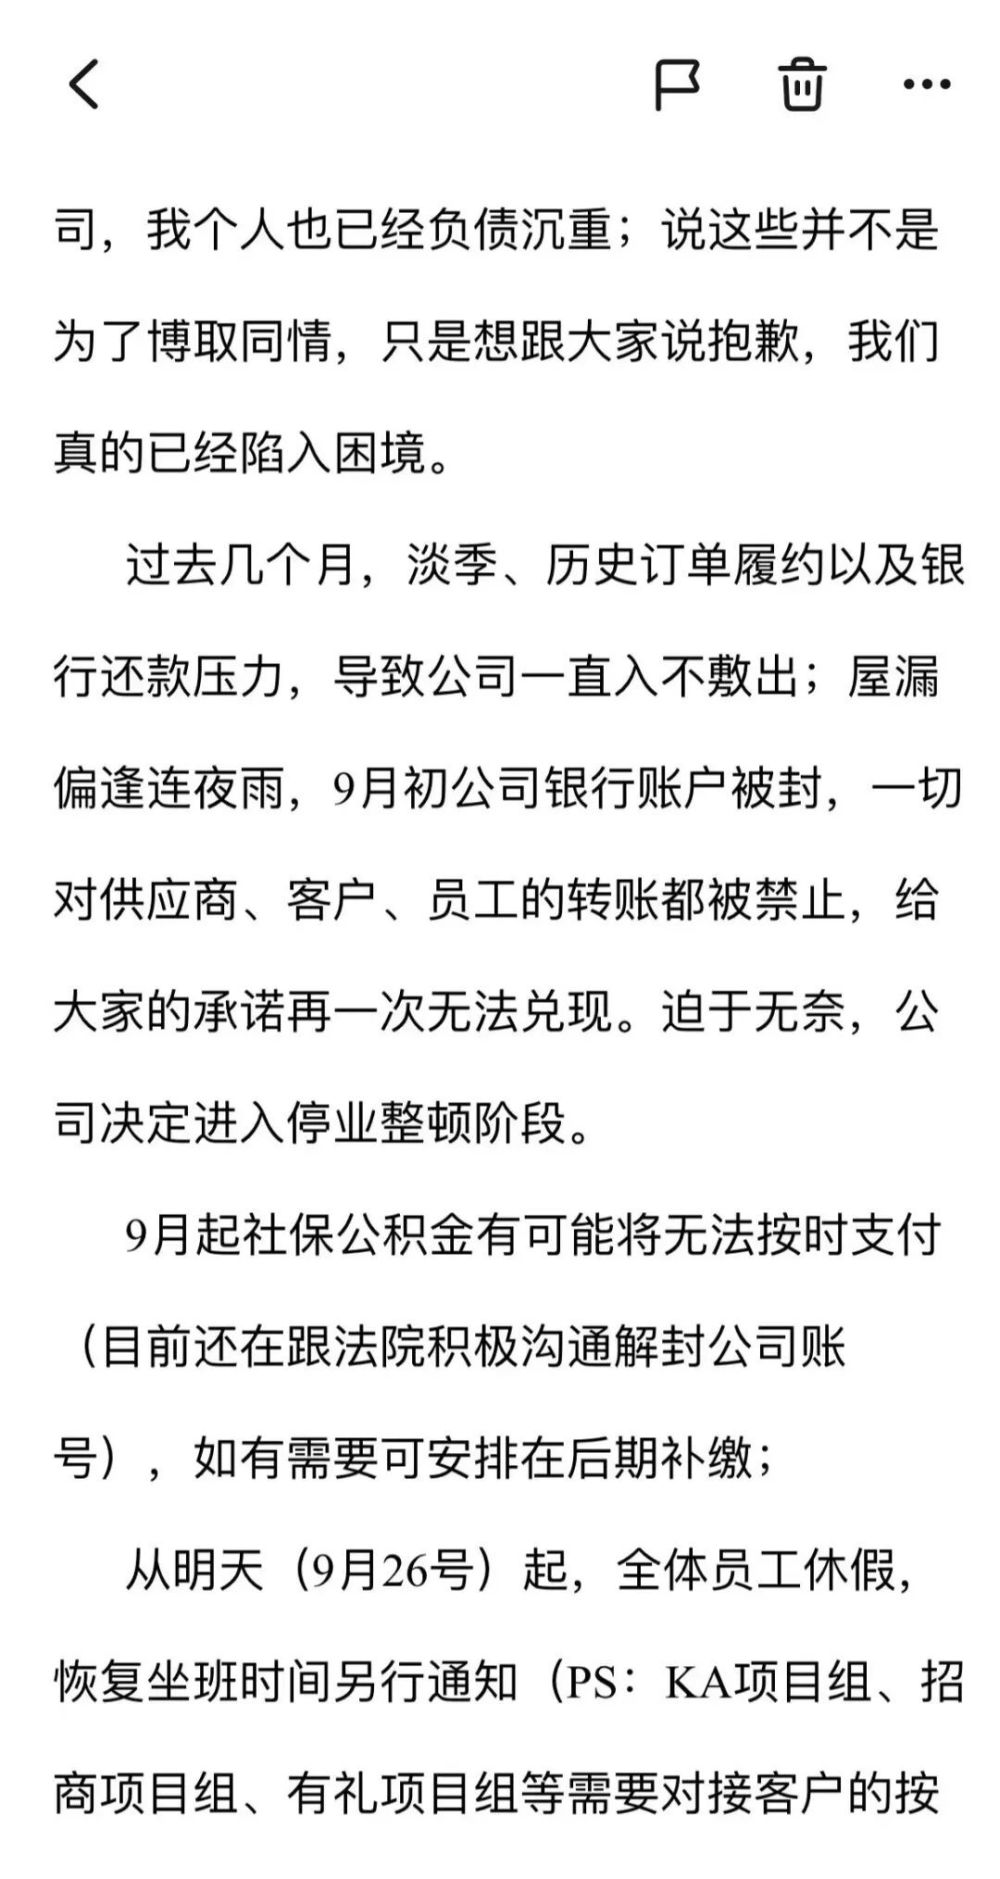 司，我个人也已经负债沉重；说这些并不是
为了博取同情，只是想跟大家说抱歉，我们
真的已经陷入困境。
过去几个月，淡季、历史订单履约以及银
行还款压力，导致公司一直入不敷出；屋漏
偏逢连夜雨，9月初公司银行账户被封，一切
对供应商、客户、员工的转账都被禁止，给
大家的承诺再一次无法兑现。迫于无奈，公
司决定进入停业整顿阶段。
9月起社保公积金有可能将无法按时支付
（目前还在跟法院积极沟通解封公司账
号），如有需要可安排在后期补缴；
从明天（9月26号）起，全体员工休假，
恢复坐班时间另行通知（PS：KA项目组、招
商项目组、有礼项目组等需要对接客户的按